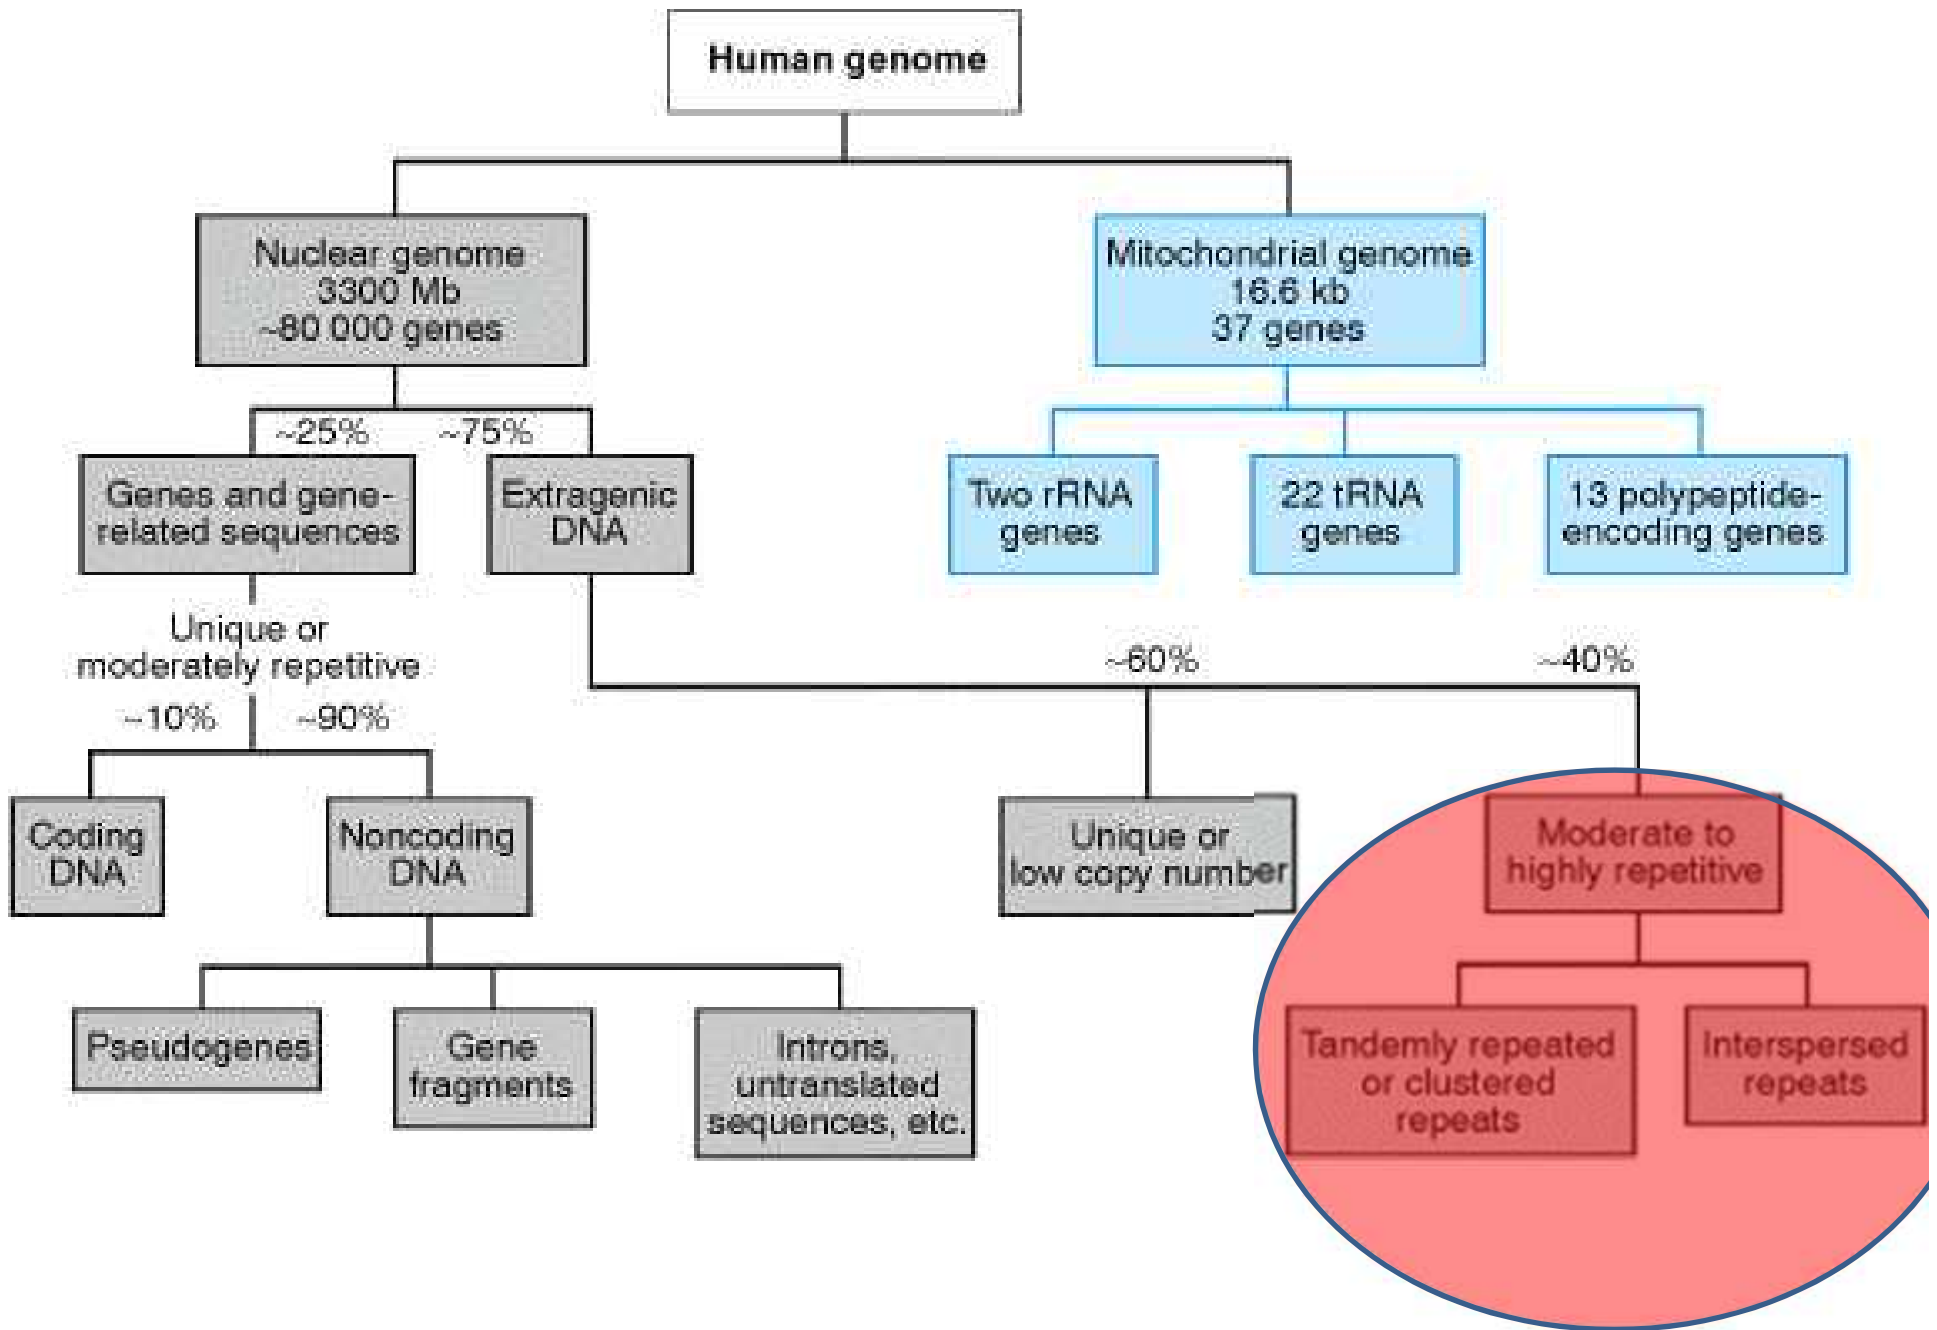 Human genome
Nuclear genome
3300 Mb
~80 000 genes
Mitochondrial genome
16.6 kb
37 genes
~25%
~75%
Genes and gene-
related sequences
Extragenic
DNA
Two rRNA
genes
22 tRNA
genes
13 polypeptide-
encoding genes
Unique or
moderately repetitive
~10%
~90%
~60%
~40%
Coding
DNA
Noncoding
DNA
Unique or
low copy number
Moderate to
highly repetitive
Pseudogenes
Gene
fragments
Introns,
untranslated
sequences, etc.
Tandemly repeated
or clustered
repeats
Interspersed
repeats